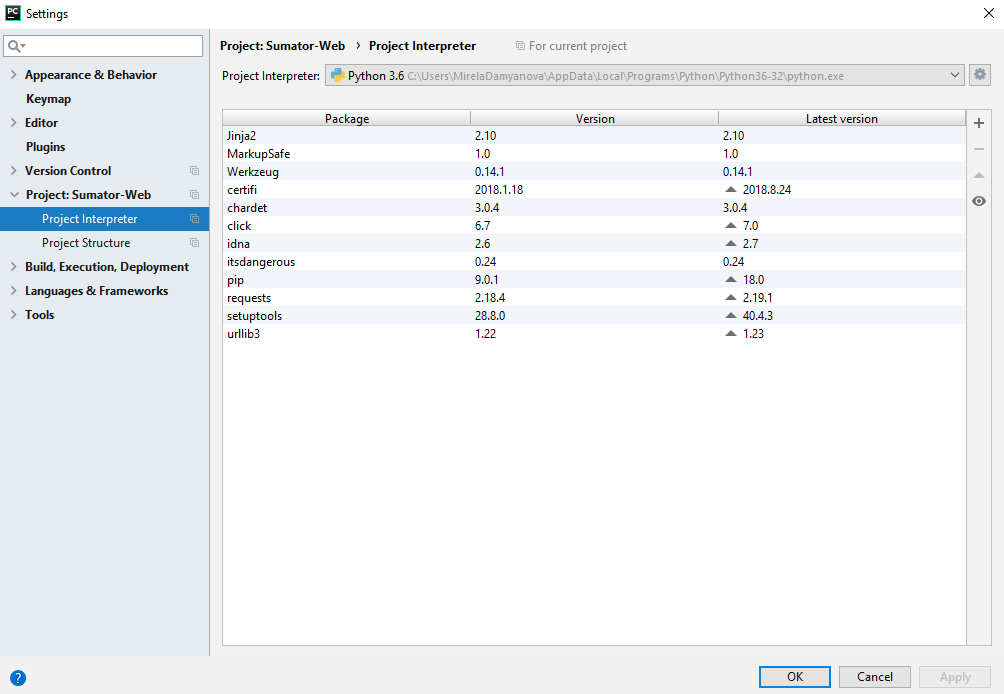 PC Settings
Project: Sumator-Web › Project Interpreter For current project
Appearance & Behavior
Keymap
Editor
Plugins
Version Control
Project: Sumator-Web
Project Interpreter
Project Structure
Build, Execution, Deployment
Languages & Frameworks
Tools
Project Interpreter: Python 3.6 C:\Users\MirelaDamyanova\AppData\Local\Programs\Python\Python36-32\python.exe
Package Version Latest version
Jinja2 2.10 2.10
MarkupSafe 1.0 1.0
Werkzeug 0.14.1 0.14.1
certifi 2018.1.18 2018.8.24
chardet 3.0.4 3.0.4
click 6.7 7.0
idna 2.6 2.7
itsdangerous 0.24 0.24
pip 9.0.1 18.0
requests 2.18.4 2.19.1
setuptools 28.8.0 40.4.3
urllib3 1.22 1.23
? OK Cancel Apply